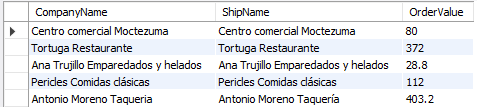 CompanyName ShipName OrderValue
Centro comercial Moctezuma Centro comercial Moctezuma 80
Tortuga Restaurante Tortuga Restaurante 372
Ana Trujillo Emparedados y helados Ana Trujillo Emparedados y helados 28.8
Pericles Comidas clásicas Pericles Comidas clásicas 112
Antonio Moreno Taquería Antonio Moreno Taquería 403.2